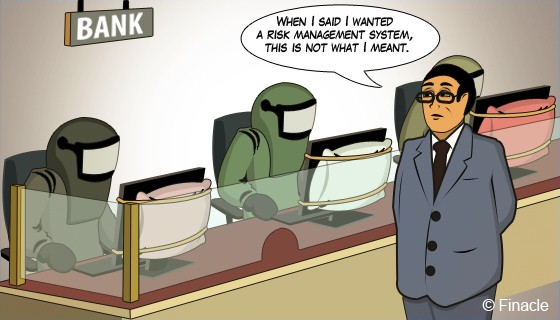 BANK
WHEN I SAID I WANTED
A RISK MANAGEMENT SYSTEM,
THIS IS NOT WHAT I MEANT.
© Finacle